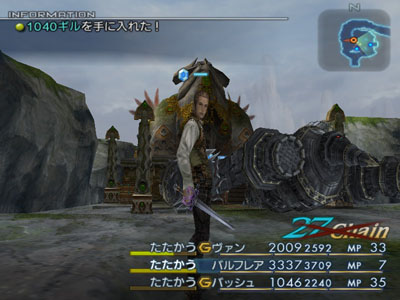 INFORMATION
1040ギルを手に入れた!
N
27 Chain
たたかう G ヴァン 2009 2592 MP 33
たたかう バルフレア 3337 3709 MP 7
たたかう G バッシュ 1046 2240 MP 35